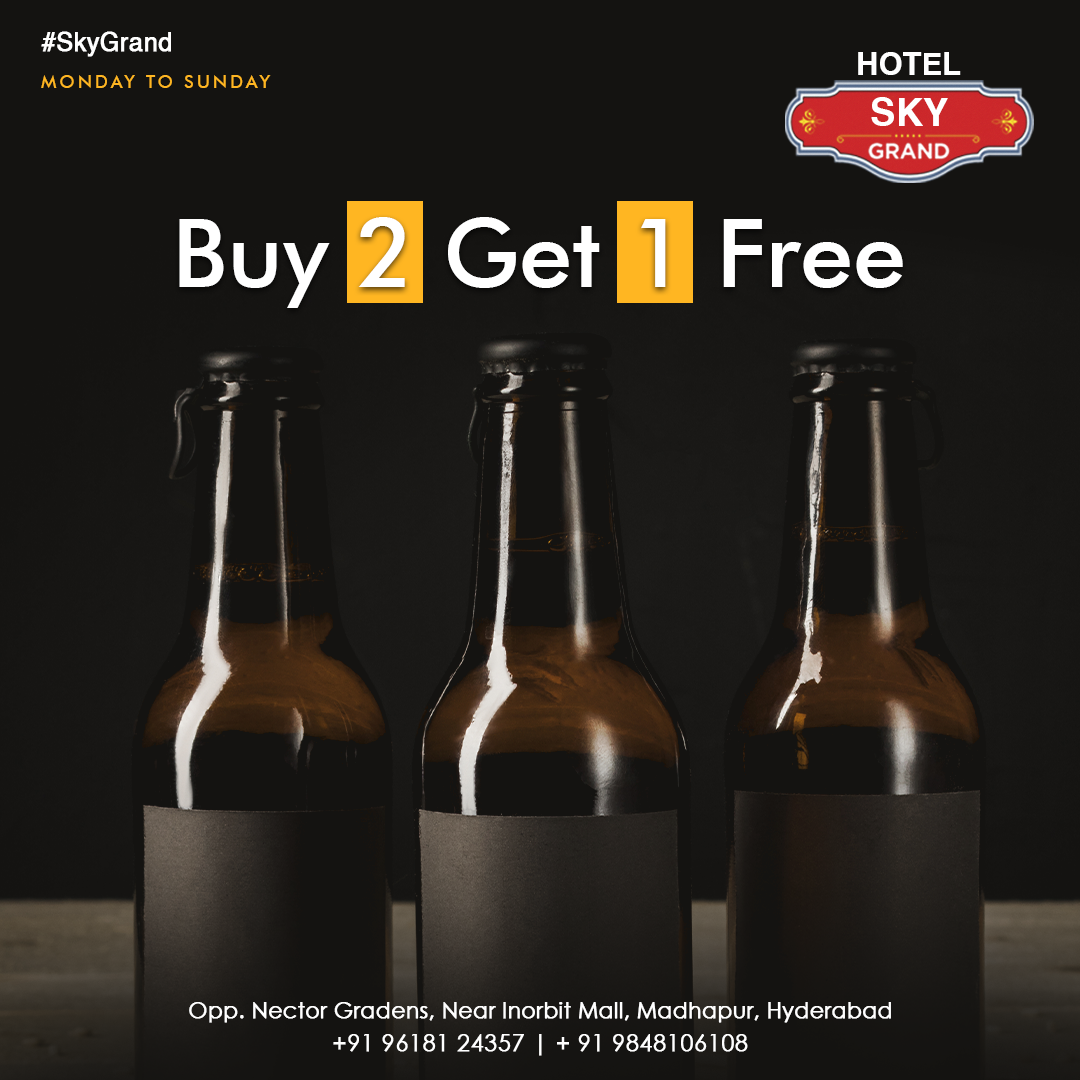 #SkyGrand
MONDAY TO SUNDAY
HOTEL
SKY
GRAND
Buy 2 Get 1 Free
Opp. Nector Gradens, Near Inorbit Mall, Madhapur, Hyderabad
+91 96181 24357 | + 91 9848106108